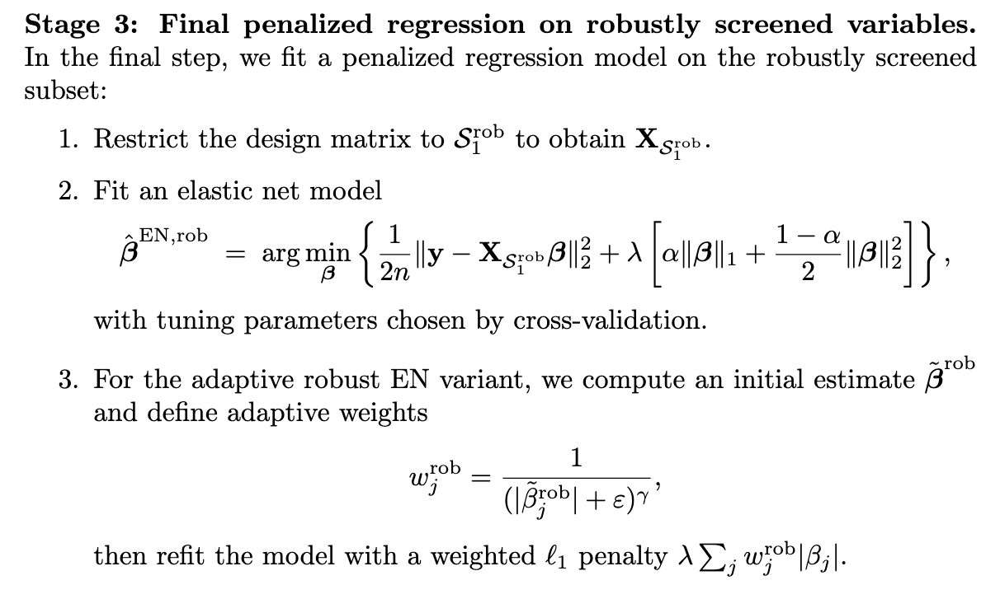 Stage 3: Final penalized regression on robustly screened variables.
In the final step, we fit a penalized regression model on the robustly screened
subset:
1. Restrict the design matrix to $\mathcal{S}_1^{\text{rob}}$ to obtain $\mathbf{X}_{\mathcal{S}_1^{\text{rob}}}$.
2. Fit an elastic net model
$\hat{\boldsymbol{\beta}}^{\text{EN,rob}} = \arg\min_{\boldsymbol{\beta}} \left\{ \frac{1}{2n} \|\mathbf{y} - \mathbf{X}_{\mathcal{S}_1^{\text{rob}}} \boldsymbol{\beta}\|_2^2 + \lambda \left[ \alpha \|\boldsymbol{\beta}\|_1 + \frac{1-\alpha}{2} \|\boldsymbol{\beta}\|_2^2 \right] \right\},$
with tuning parameters chosen by cross-validation.
3. For the adaptive robust EN variant, we compute an initial estimate $\tilde{\boldsymbol{\beta}}^{\text{rob}}$
and define adaptive weights
$w_j^{\text{rob}} = \frac{1}{(|\tilde{\beta}_j^{\text{rob}}| + \varepsilon)^\gamma},$
then refit the model with a weighted $\ell_1$ penalty $\lambda \sum_j w_j^{\text{rob}} |\beta_j|$.